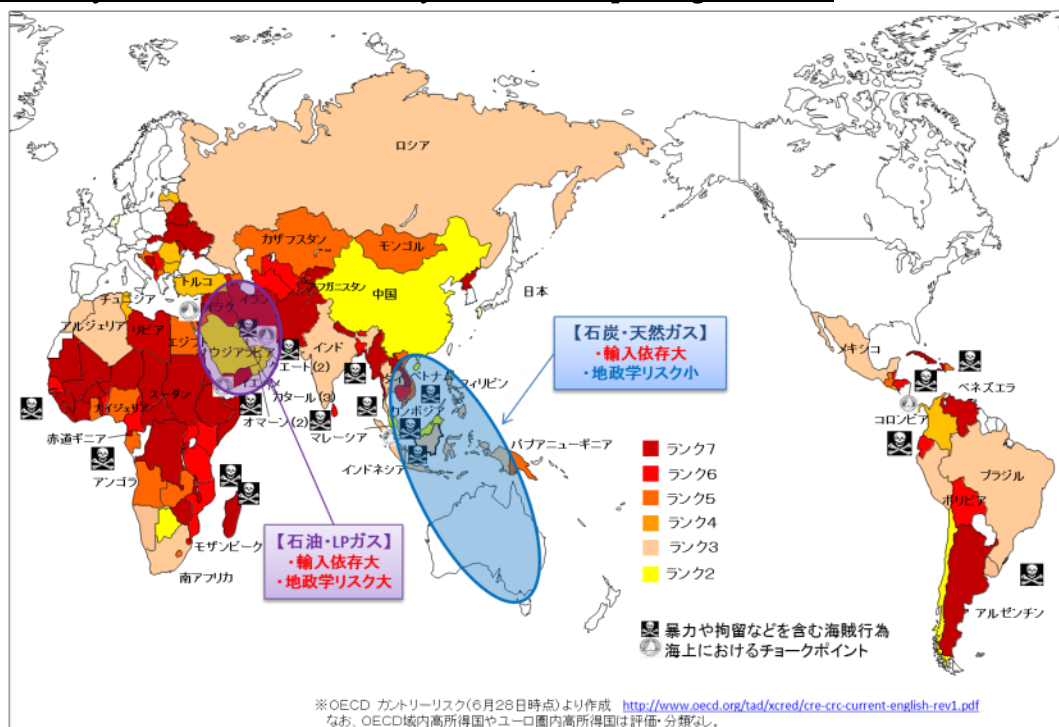 ロシア
カザフスタン
モンゴル
トルコ
アフガニスタン
中国
日本
チュニジア
イラク
イラン
アルジェリア
リビア
エジプト
サウジアラビア
インド
クエート(2)
【石炭・天然ガス】
・輸入依存大
・地政学リスク小
メキシコ
タイ
ベトナム
フィリピン
イエメン
カタール(3)
スーダン
ナイジェリア
カンボジア
オマーン(2)
マレーシア
ベネズエラ
コロンビア
赤道ギニア
パプアニューギニア
インドネシア
アンゴラ
ブラジル
ボリビア
ランク7
ランク6
ランク5
ランク4
ランク3
ランク2
【石油・LPガス】
・輸入依存大
・地政学リスク大
モザンビーク
南アフリカ
アルゼンチン
暴力や拘留などを含む海賊行為
海上におけるチョークポイント
※OECD カントリーリスク(6月28日時点)より作成 http://www.oecd.org/tad/xcred/cre-crc-current-english-rev1.pdf
なお、OECD域内高所得国やユーロ圏内高所得国は評価・分類なし。